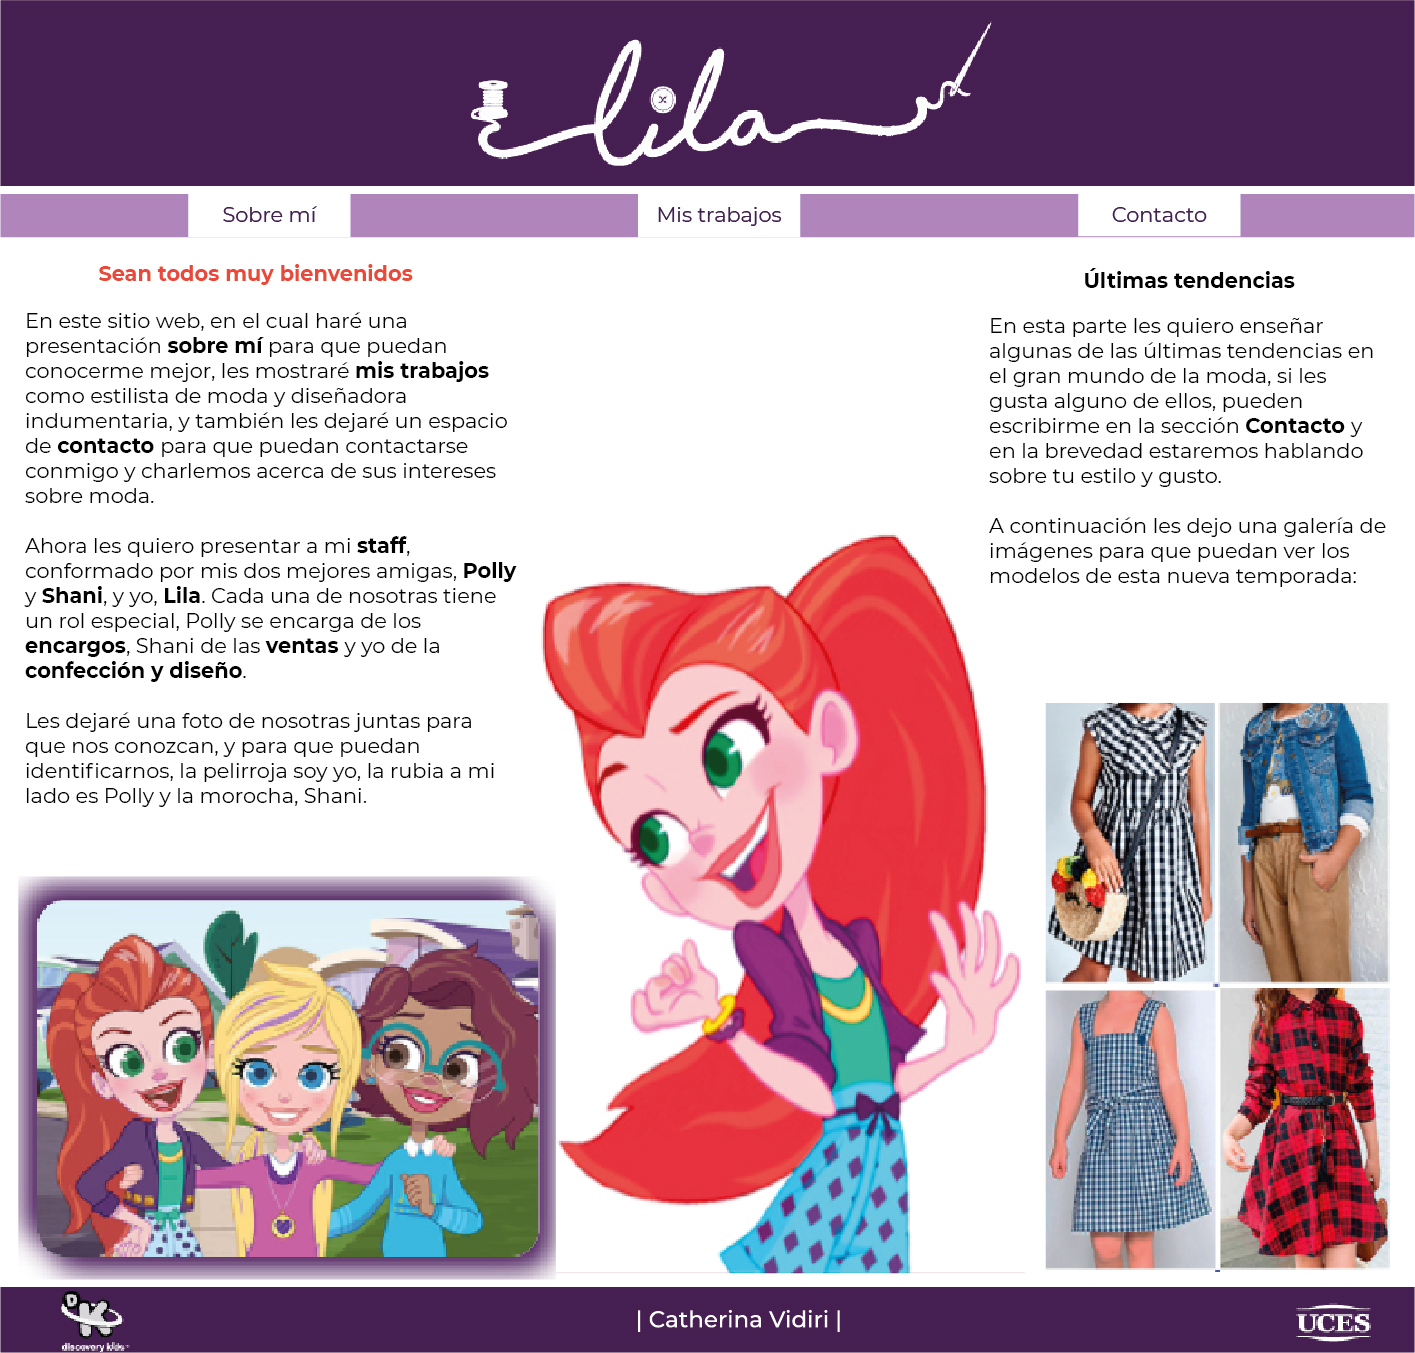 lila
Sobre mí
Mis trabajos
Contacto
Sean todos muy bienvenidos
En este sitio web, en el cual haré una
presentación sobre mí para que puedan
conocerme mejor, les mostraré mis trabajos
como estilista de moda y diseñadora
indumentaria, y también les dejaré un espacio
de contacto para que puedan contactarse
conmigo y charlemos acerca de sus intereses
sobre moda.
Ahora les quiero presentar a mi staff,
conformado por mis dos mejores amigas, Polly
y Shani, y yo, Lila. Cada una de nosotras tiene
un rol especial, Polly se encarga de los
encargos, Shani de las ventas y yo de la
confección y diseño.
Les dejaré una foto de nosotras juntas para
que nos conozcan, y para que puedan
identificarnos, la pelirroja soy yo, la rubia a mi
lado es Polly y la morocha, Shani.
Últimas tendencias
En esta parte les quiero enseñar
algunas de las últimas tendencias en
el gran mundo de la moda, si les
gusta alguno de ellos, pueden
escribirme en la sección Contacto y
en la brevedad estaremos hablando
sobre tu estilo y gusto.
A continuación les dejo una galería de
imágenes para que puedan ver los
modelos de esta nueva temporada:
DK
discovery kids
| Catherina Vidiri |
UCES